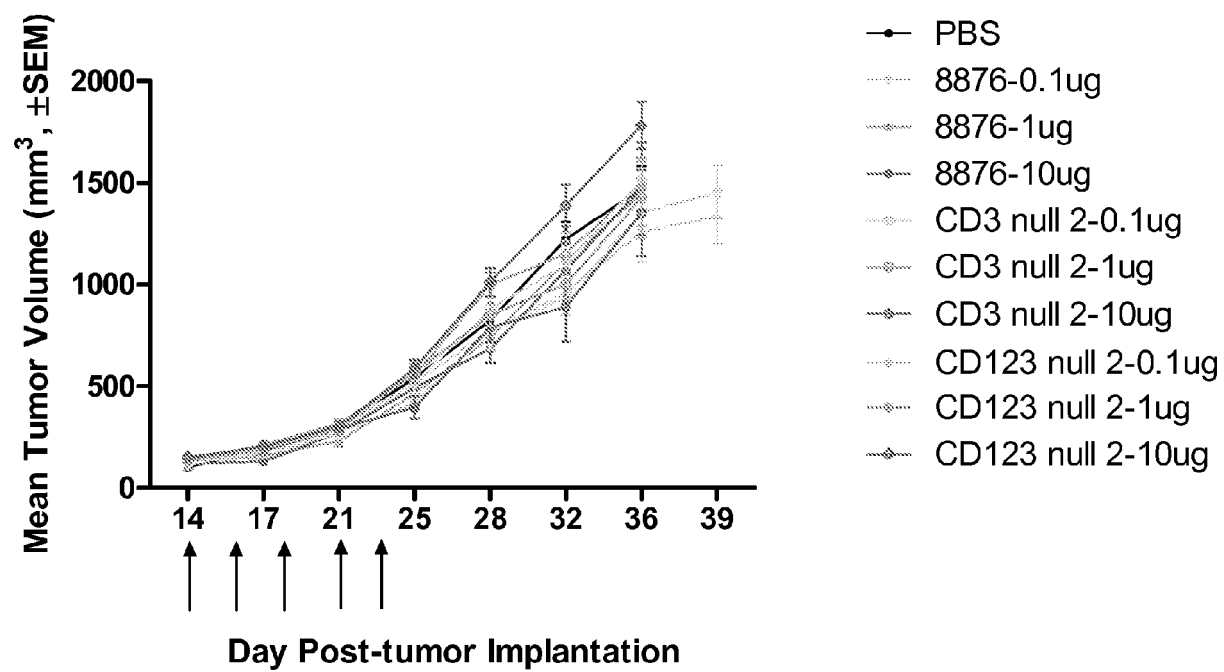 Mean Tumor Volume (mm³, ±SEM)
2000
1500
1000
500
0
14 17 21 25 28 32 36 39
Day Post-tumor Implantation
PBS
8876-0.1ug
8876-1ug
8876-10ug
CD3 null 2-0.1ug
CD3 null 2-1ug
CD3 null 2-10ug
CD123 null 2-0.1ug
CD123 null 2-1ug
CD123 null 2-10ug